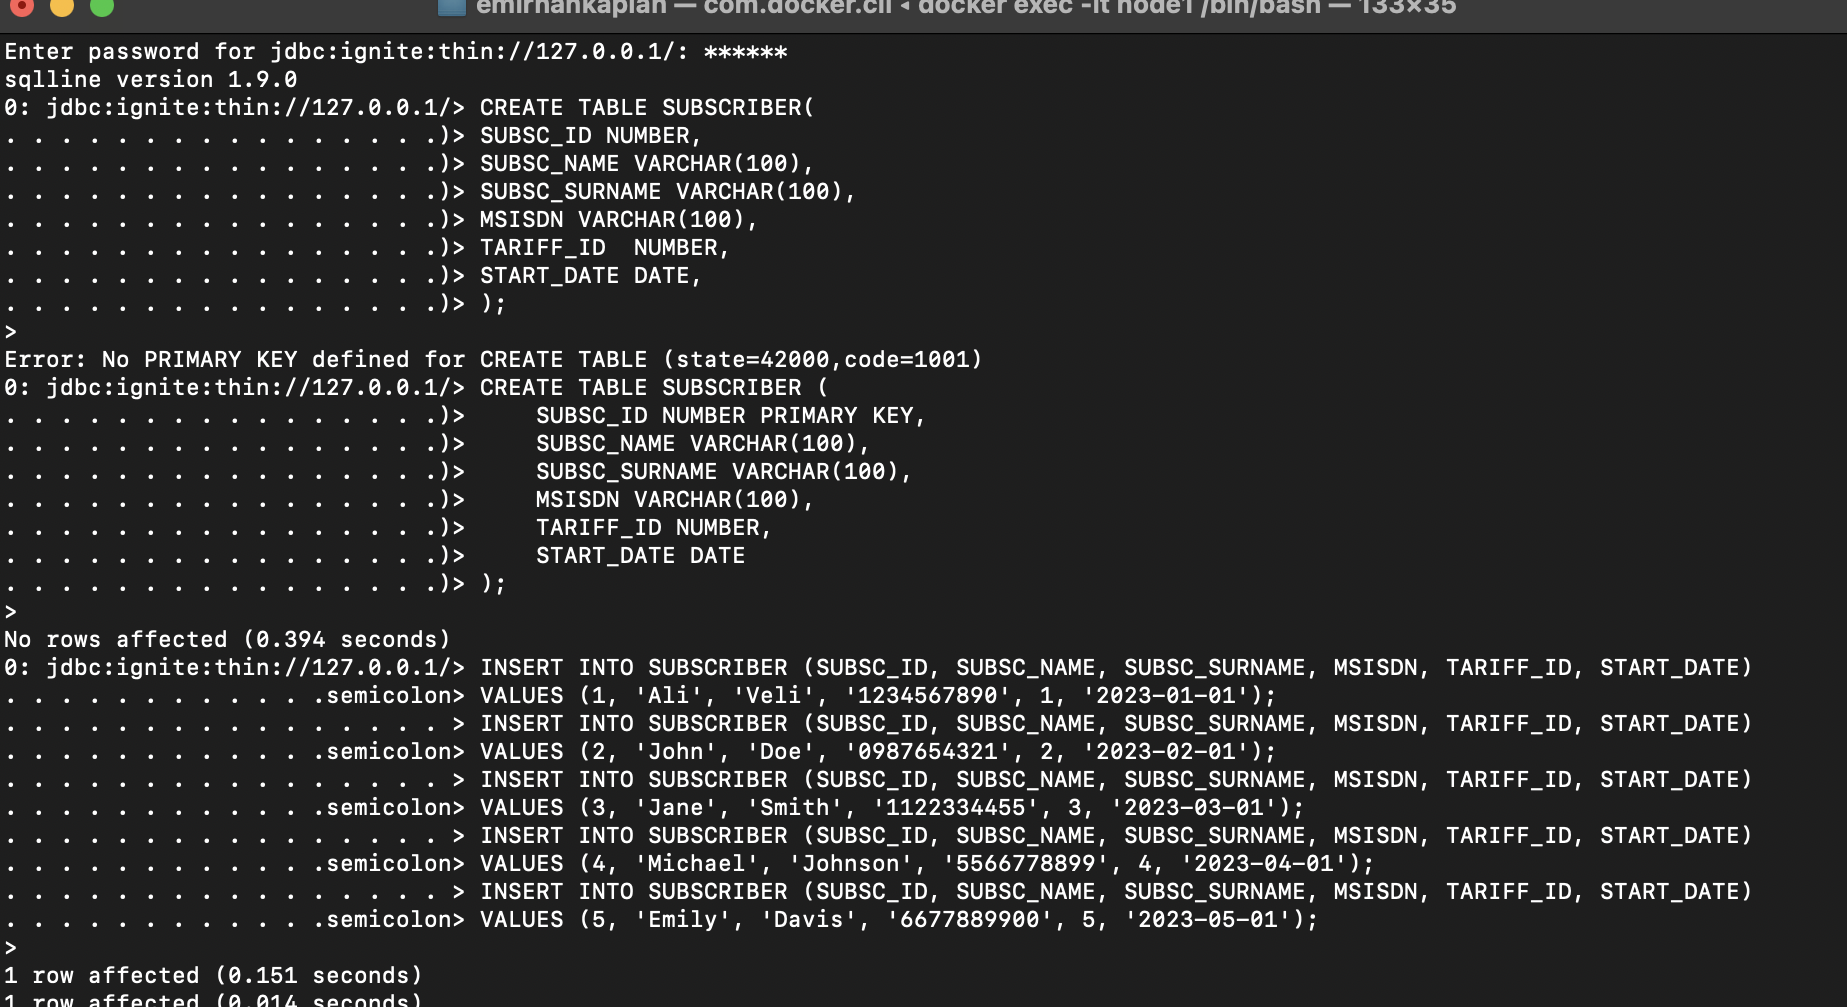 emirhankaplan — com.docker.cli ◂ docker exec -it node1 /bin/bash — 133×35
Enter password for jdbc:ignite:thin://127.0.0.1/: ******
sqlline version 1.9.0
0: jdbc:ignite:thin://127.0.0.1/> CREATE TABLE SUBSCRIBER(
. . . . . . . . . . . . . . . .)> SUBSC_ID NUMBER,
. . . . . . . . . . . . . . . .)> SUBSC_NAME VARCHAR(100),
. . . . . . . . . . . . . . . .)> SUBSC_SURNAME VARCHAR(100),
. . . . . . . . . . . . . . . .)> MSISDN VARCHAR(100),
. . . . . . . . . . . . . . . .)> TARIFF_ID  NUMBER,
. . . . . . . . . . . . . . . .)> START_DATE DATE,
. . . . . . . . . . . . . . . .)> );
>
Error: No PRIMARY KEY defined for CREATE TABLE (state=42000,code=1001)
0: jdbc:ignite:thin://127.0.0.1/> CREATE TABLE SUBSCRIBER (
. . . . . . . . . . . . . . . .)>     SUBSC_ID NUMBER PRIMARY KEY,
. . . . . . . . . . . . . . . .)>     SUBSC_NAME VARCHAR(100),
. . . . . . . . . . . . . . . .)>     SUBSC_SURNAME VARCHAR(100),
. . . . . . . . . . . . . . . .)>     MSISDN VARCHAR(100),
. . . . . . . . . . . . . . . .)>     TARIFF_ID NUMBER,
. . . . . . . . . . . . . . . .)>     START_DATE DATE
. . . . . . . . . . . . . . . .)> );
>
No rows affected (0.394 seconds)
0: jdbc:ignite:thin://127.0.0.1/> INSERT INTO SUBSCRIBER (SUBSC_ID, SUBSC_NAME, SUBSC_SURNAME, MSISDN, TARIFF_ID, START_DATE)
. . . . . . . . . . . .semicolon> VALUES (1, 'Ali', 'Veli', '1234567890', 1, '2023-01-01');
. . . . . . . . . . . . . . . . > INSERT INTO SUBSCRIBER (SUBSC_ID, SUBSC_NAME, SUBSC_SURNAME, MSISDN, TARIFF_ID, START_DATE)
. . . . . . . . . . . .semicolon> VALUES (2, 'John', 'Doe', '0987654321', 2, '2023-02-01');
. . . . . . . . . . . . . . . . > INSERT INTO SUBSCRIBER (SUBSC_ID, SUBSC_NAME, SUBSC_SURNAME, MSISDN, TARIFF_ID, START_DATE)
. . . . . . . . . . . .semicolon> VALUES (3, 'Jane', 'Smith', '1122334455', 3, '2023-03-01');
. . . . . . . . . . . . . . . . > INSERT INTO SUBSCRIBER (SUBSC_ID, SUBSC_NAME, SUBSC_SURNAME, MSISDN, TARIFF_ID, START_DATE)
. . . . . . . . . . . .semicolon> VALUES (4, 'Michael', 'Johnson', '5566778899', 4, '2023-04-01');
. . . . . . . . . . . . . . . . > INSERT INTO SUBSCRIBER (SUBSC_ID, SUBSC_NAME, SUBSC_SURNAME, MSISDN, TARIFF_ID, START_DATE)
. . . . . . . . . . . .semicolon> VALUES (5, 'Emily', 'Davis', '6677889900', 5, '2023-05-01');
>
1 row affected (0.151 seconds)
1 row affected (0.014 seconds)